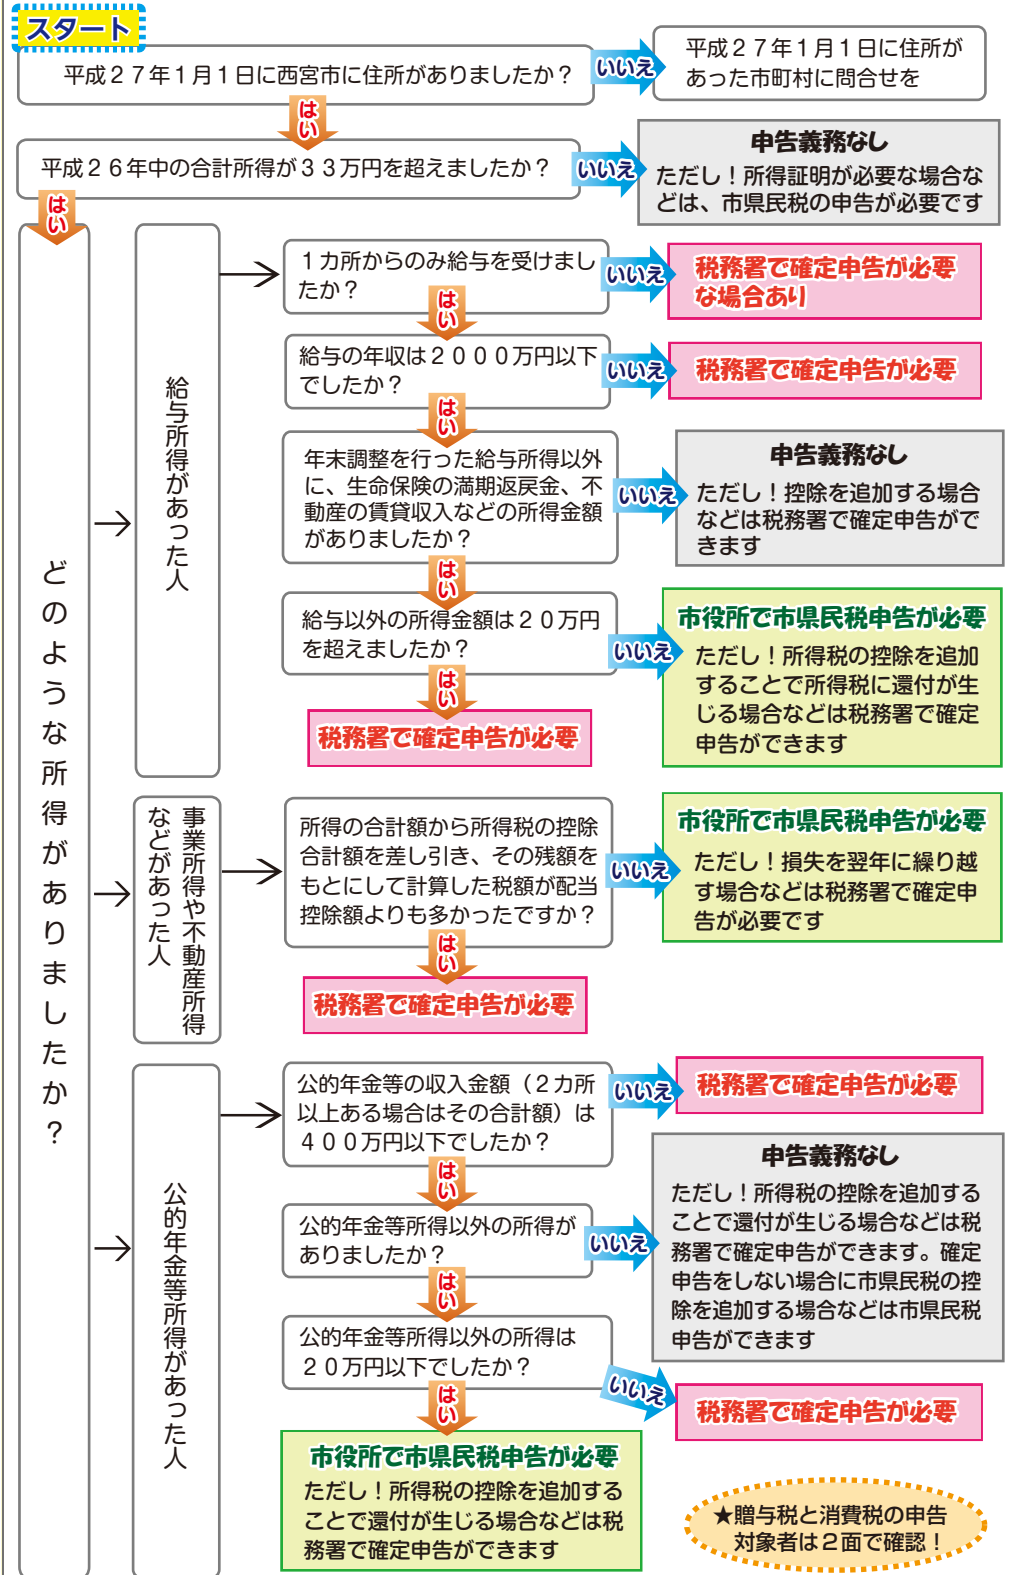 スタート
平成２７年１月１日に西宮市に住所がありましたか？
いいえ
平成２７年１月１日に住所が
あった市町村に問合せを
はい
平成２６年中の合計所得が３３万円を超えましたか？
いいえ
申告義務なし
ただし！所得証明が必要な場合な
どは、市県民税の申告が必要です
はい
どのような所得がありましたか？
給与所得があった人
１カ所からのみ給与を受けまし
たか？
いいえ
税務署で確定申告が必要
な場合あり
はい
給与の年収は２０００万円以下
でしたか？
いいえ
税務署で確定申告が必要
はい
年末調整を行った給与所得以外
に、生命保険の満期返戻金、不
動産の賃貸収入などの所得金額
がありましたか？
いいえ
申告義務なし
ただし！控除を追加する場合
などは税務署で確定申告がで
きます
はい
給与以外の所得金額は２０万円
を超えましたか？
いいえ
市役所で市県民税申告が必要
ただし！所得税の控除を追加
することで所得税に還付が生
じる場合などは税務署で確定
申告ができます
はい
税務署で確定申告が必要
事業所得や不動産所得
などがあった人
所得の合計額から所得税の控除
合計額を差し引き、その残額を
もとにして計算した税額が配当
控除額よりも多かったですか？
いいえ
市役所で市県民税申告が必要
ただし！損失を翌年に繰り越
す場合などは税務署で確定申
告が必要です
はい
税務署で確定申告が必要
公的年金等所得があった人
公的年金等の収入金額（２カ所
以上ある場合はその合計額）は
４００万円以下でしたか？
いいえ
税務署で確定申告が必要
はい
公的年金等所得以外の所得が
ありましたか？
いいえ
申告義務なし
ただし！所得税の控除を追加する
ことで還付が生じる場合などは税
務署で確定申告ができます。確定
申告をしない場合に市県民税の控
除を追加する場合などは市県民税
申告ができます
はい
公的年金等所得以外の所得は
２０万円以下でしたか？
いいえ
税務署で確定申告が必要
はい
市役所で市県民税申告が必要
ただし！所得税の控除を追加する
ことで還付が生じる場合などは税
務署で確定申告ができます
★贈与税と消費税の申告
対象者は２面で確認！